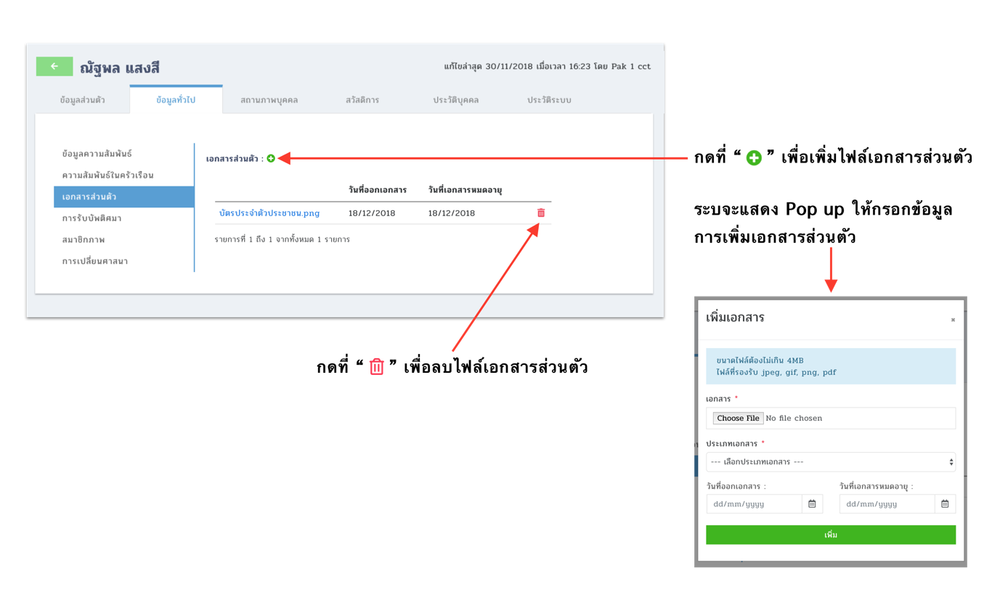 ณัฐพล แสงสี
แก้ไขล่าสุด 30/11/2018 เมื่อเวลา 16:23 โดย Pak 1 cct
ข้อมูลส่วนตัว ข้อมูลทั่วไป สถานภาพบุคคล สวัสดิการ ประวัติบุคคล ประวัติระบบ
ข้อมูลความสัมพันธ์
ความสัมพันธ์ในครัวเรือน
เอกสารส่วนตัว
การรับบัพติศมา
สมาชิกภาพ
การเปลี่ยนศาสนา
เอกสารส่วนตัว :
วันที่ออกเอกสาร วันที่เอกสารหมดอายุ
บัตรประจำตัวประชาชน.png 18/12/2018 18/12/2018
รายการที่ 1 ถึง 1 จากทั้งหมด 1 รายการ
กดที่ “ ” เพื่อเพิ่มไฟล์เอกสารส่วนตัว
ระบจะแสดง Pop up ให้กรอกข้อมูล
การเพิ่มเอกสารส่วนตัว
กดที่ “ ” เพื่อลบไฟล์เอกสารส่วนตัว
เพิ่มเอกสาร ×
ขนาดไฟล์ต้องไม่เกิน 4MB
ไฟล์ที่รองรับ jpeg, gif, png, pdf
เอกสาร *
Choose File No file chosen
ประเภทเอกสาร *
--- เลือกประเภทเอกสาร ---
วันที่ออกเอกสาร : วันที่เอกสารหมดอายุ :
dd/mm/yyyy dd/mm/yyyy
เพิ่ม